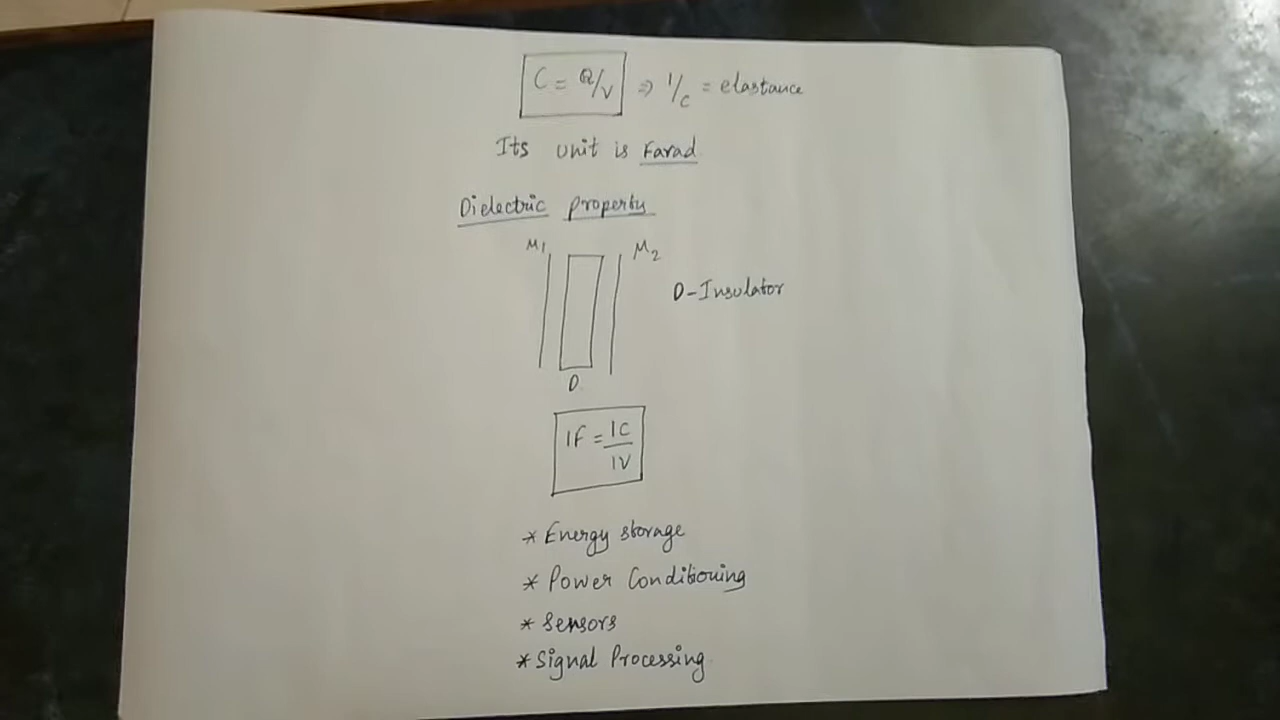 C = Q/V ⇒ 1/C = elastance
Its unit is Farad
Dielectric property
M1 M2
D-Insulator
D
1F = 1C/1V
* Energy storage
* Power Conditioning
* Sensors
* Signal Processing